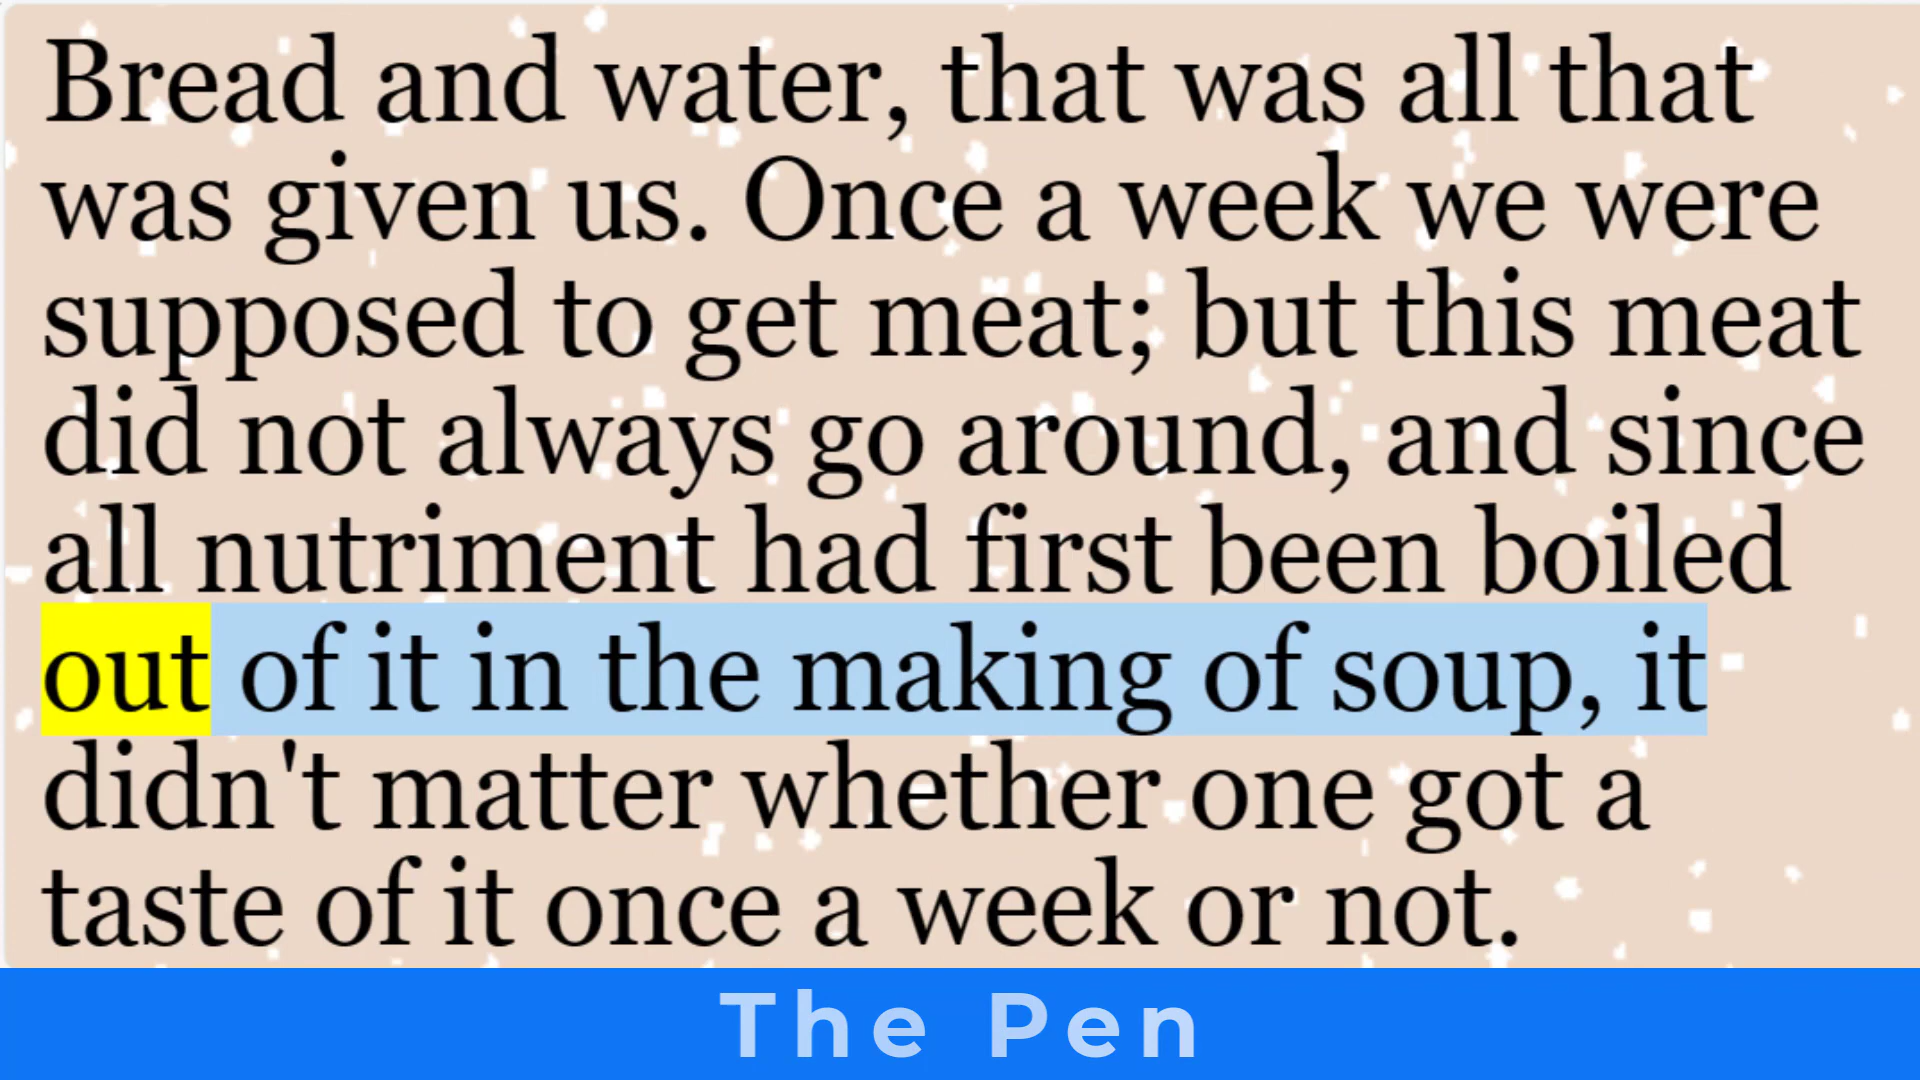 Bread and water, that was all that
was given us. Once a week we were
supposed to get meat; but this meat
did not always go around, and since
all nutriment had first been boiled
out of it in the making of soup, it
didn't matter whether one got a
taste of it once a week or not.
The Pen